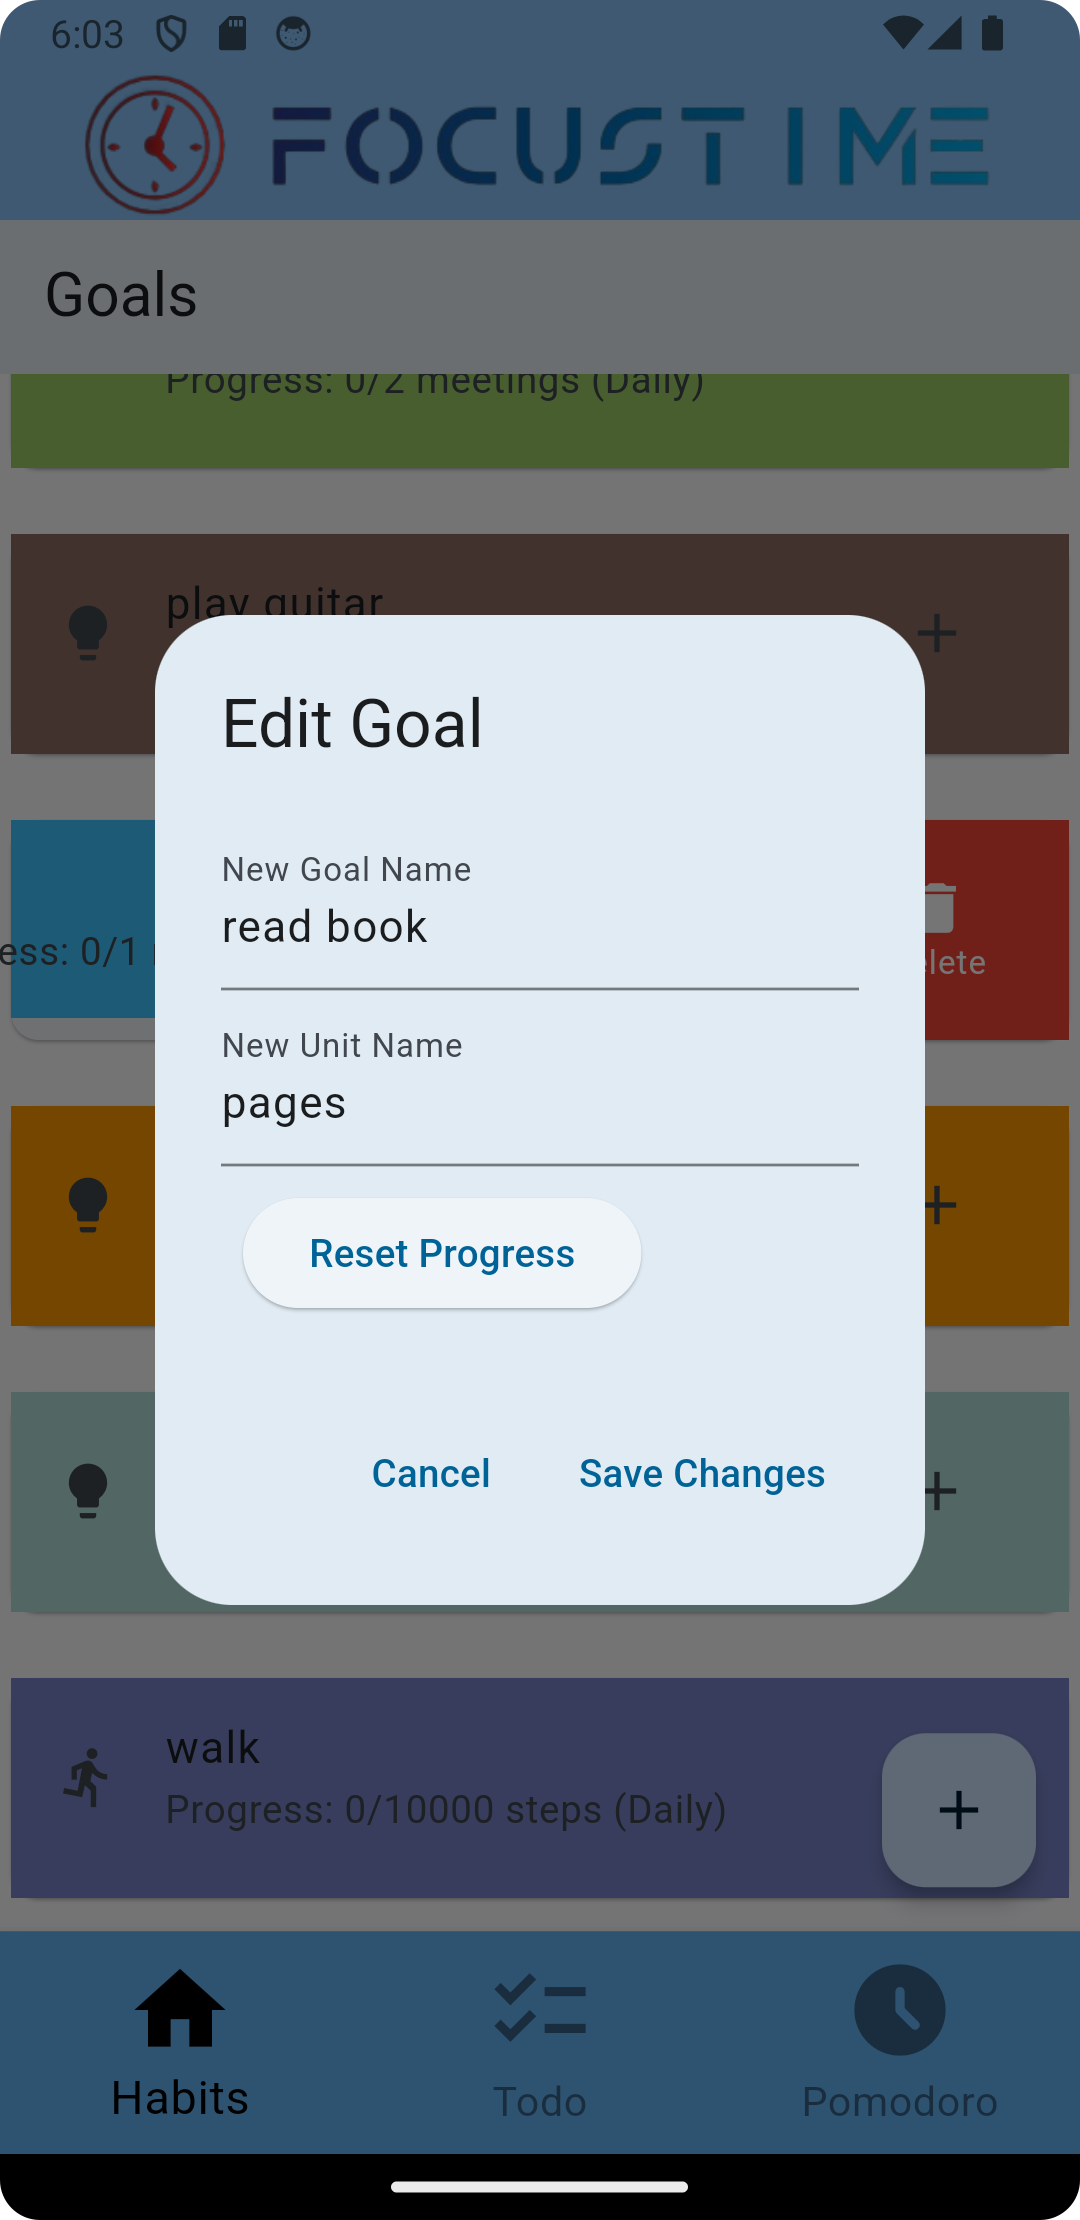 6:03
FOCUSTIME
Goals
Progress: 0/2 meetings (Daily)
play guitar
Edit Goal
New Goal Name
read book
ess: 0/1
elete
New Unit Name
pages
Reset Progress
Cancel
Save Changes
walk
Progress: 0/10000 steps (Daily)
Habits
Todo
Pomodoro